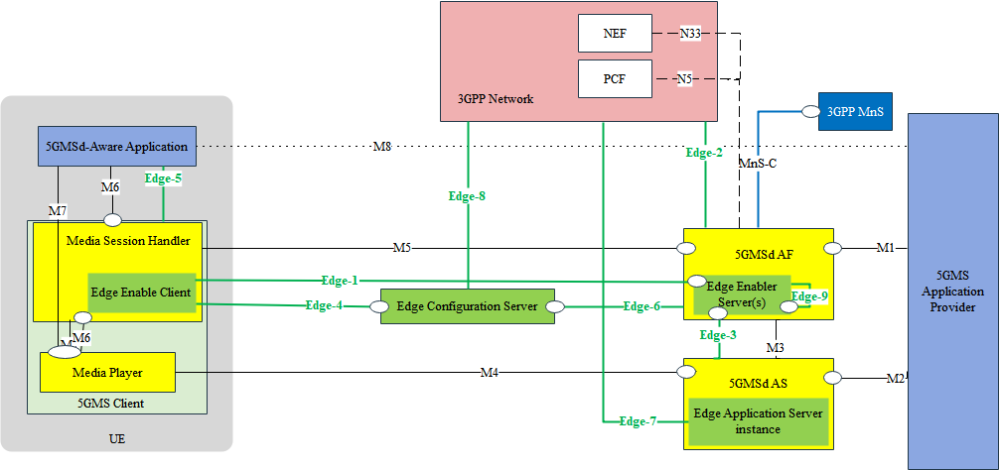 NEF
N33
PCF
N5
3GPP Network
3GPP MnS
5GMSd-Aware Application
M8
Edge-2
MnS-C
M6
Edge-5
M7
Edge-8
Media Session Handler
M5
5GMSd AF
M1
5GMS
Application
Provider
Edge Enable Client
Edge-1
Edge Enabler
Server(s)
Edge-9
Edge-4
Edge Configuration Server
Edge-6
M6
Edge-3
M3
Media Player
M4
5GMSd AS
M2
5GMS Client
Edge-7
Edge Application Server
instance
UE